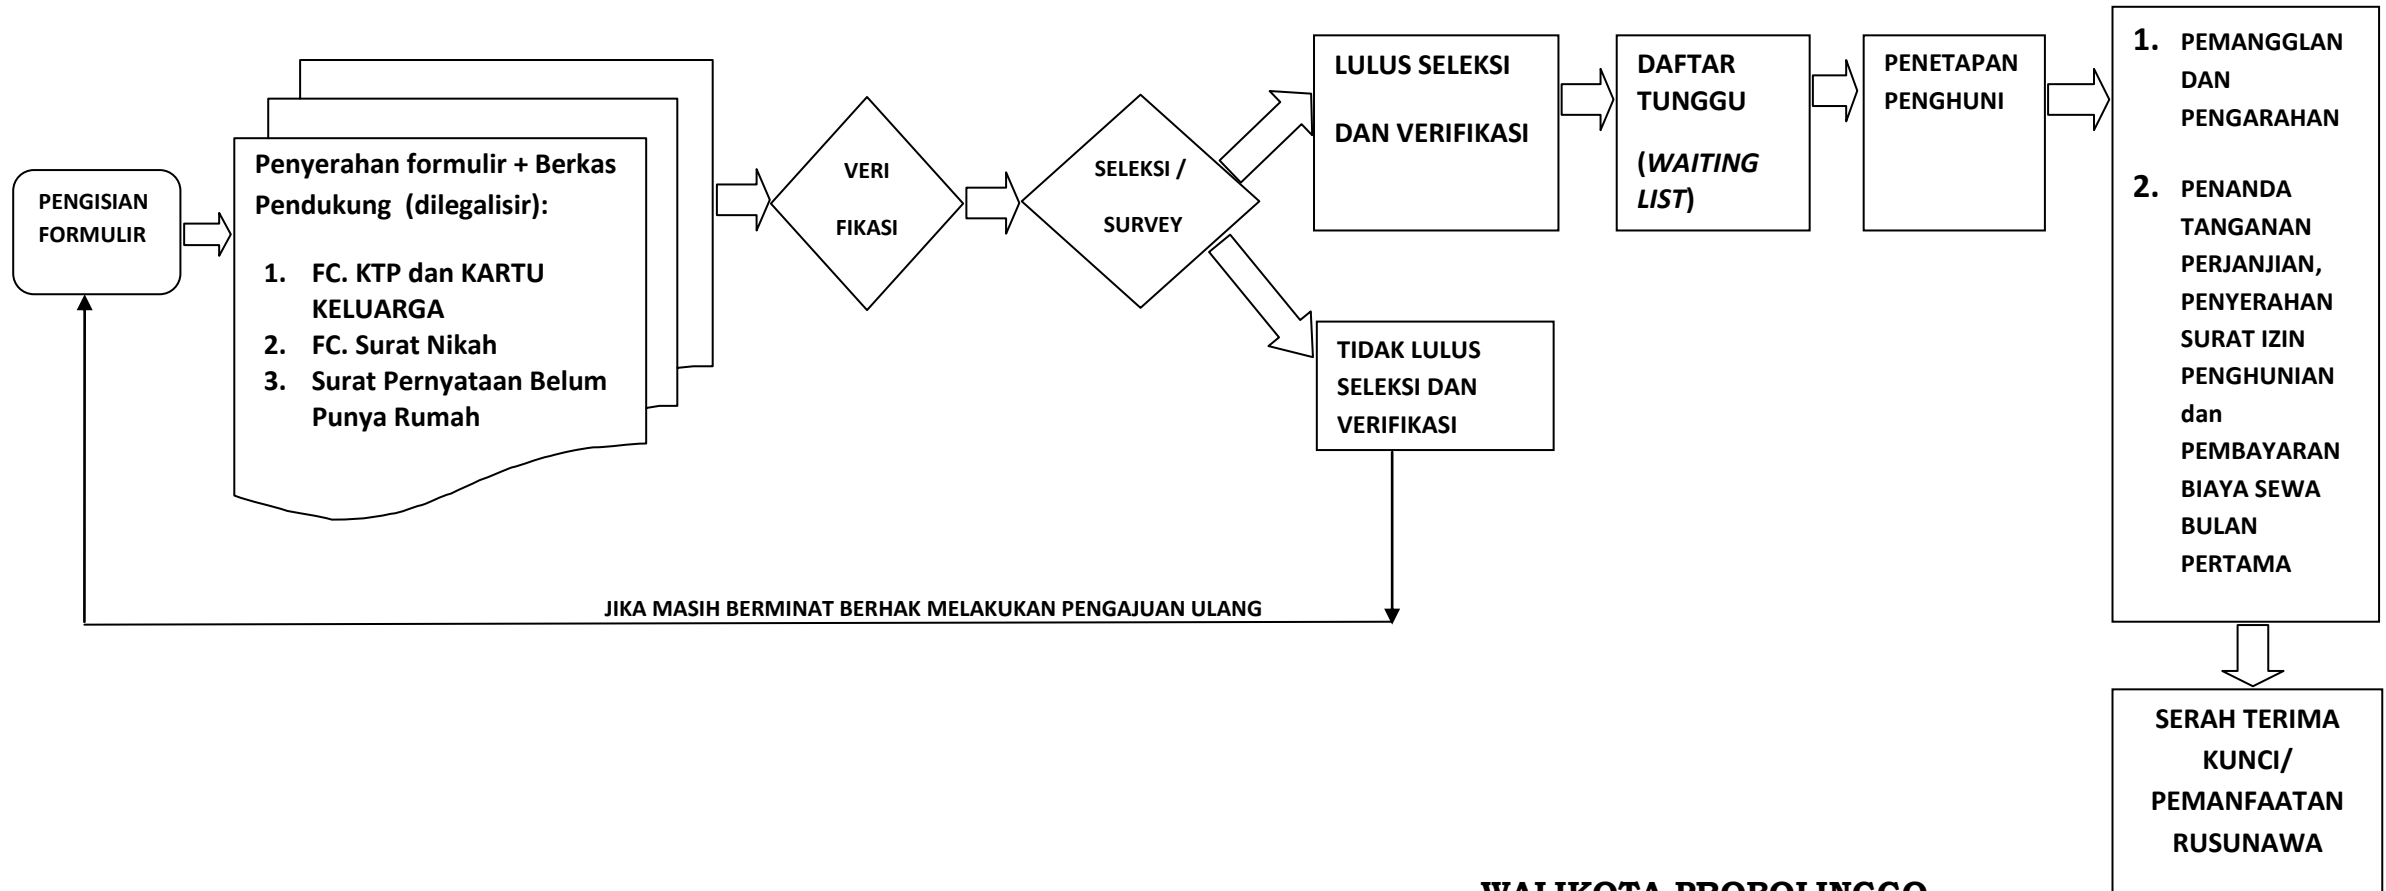 PENGISIAN
FORMULIR
Penyerahan formulir + Berkas
Pendukung (dilegalisir):
1. FC. KTP dan KARTU
KELUARGA
2. FC. Surat Nikah
3. Surat Pernyataan Belum
Punya Rumah
VERI
FIKASI
SELEKSI /
SURVEY
LULUS SELEKSI
DAN VERIFIKASI
TIDAK LULUS
SELEKSI DAN
VERIFIKASI
JIKA MASIH BERMINAT BERHAK MELAKUKAN PENGAJUAN ULANG
DAFTAR
TUNGGU
(WAITING
LIST)
PENETAPAN
PENGHUNI
1. PEMANGGLAN
DAN
PENGARAHAN
2. PENANDA
TANGANAN
PERJANJIAN,
PENYERAHAN
SURAT IZIN
PENGHUNIAN
dan
PEMBAYARAN
BIAYA SEWA
BULAN
PERTAMA
SERAH TERIMA
KUNCI/
PEMANFAATAN
RUSUNAWA
WALIKOTA PROBOLINGGO